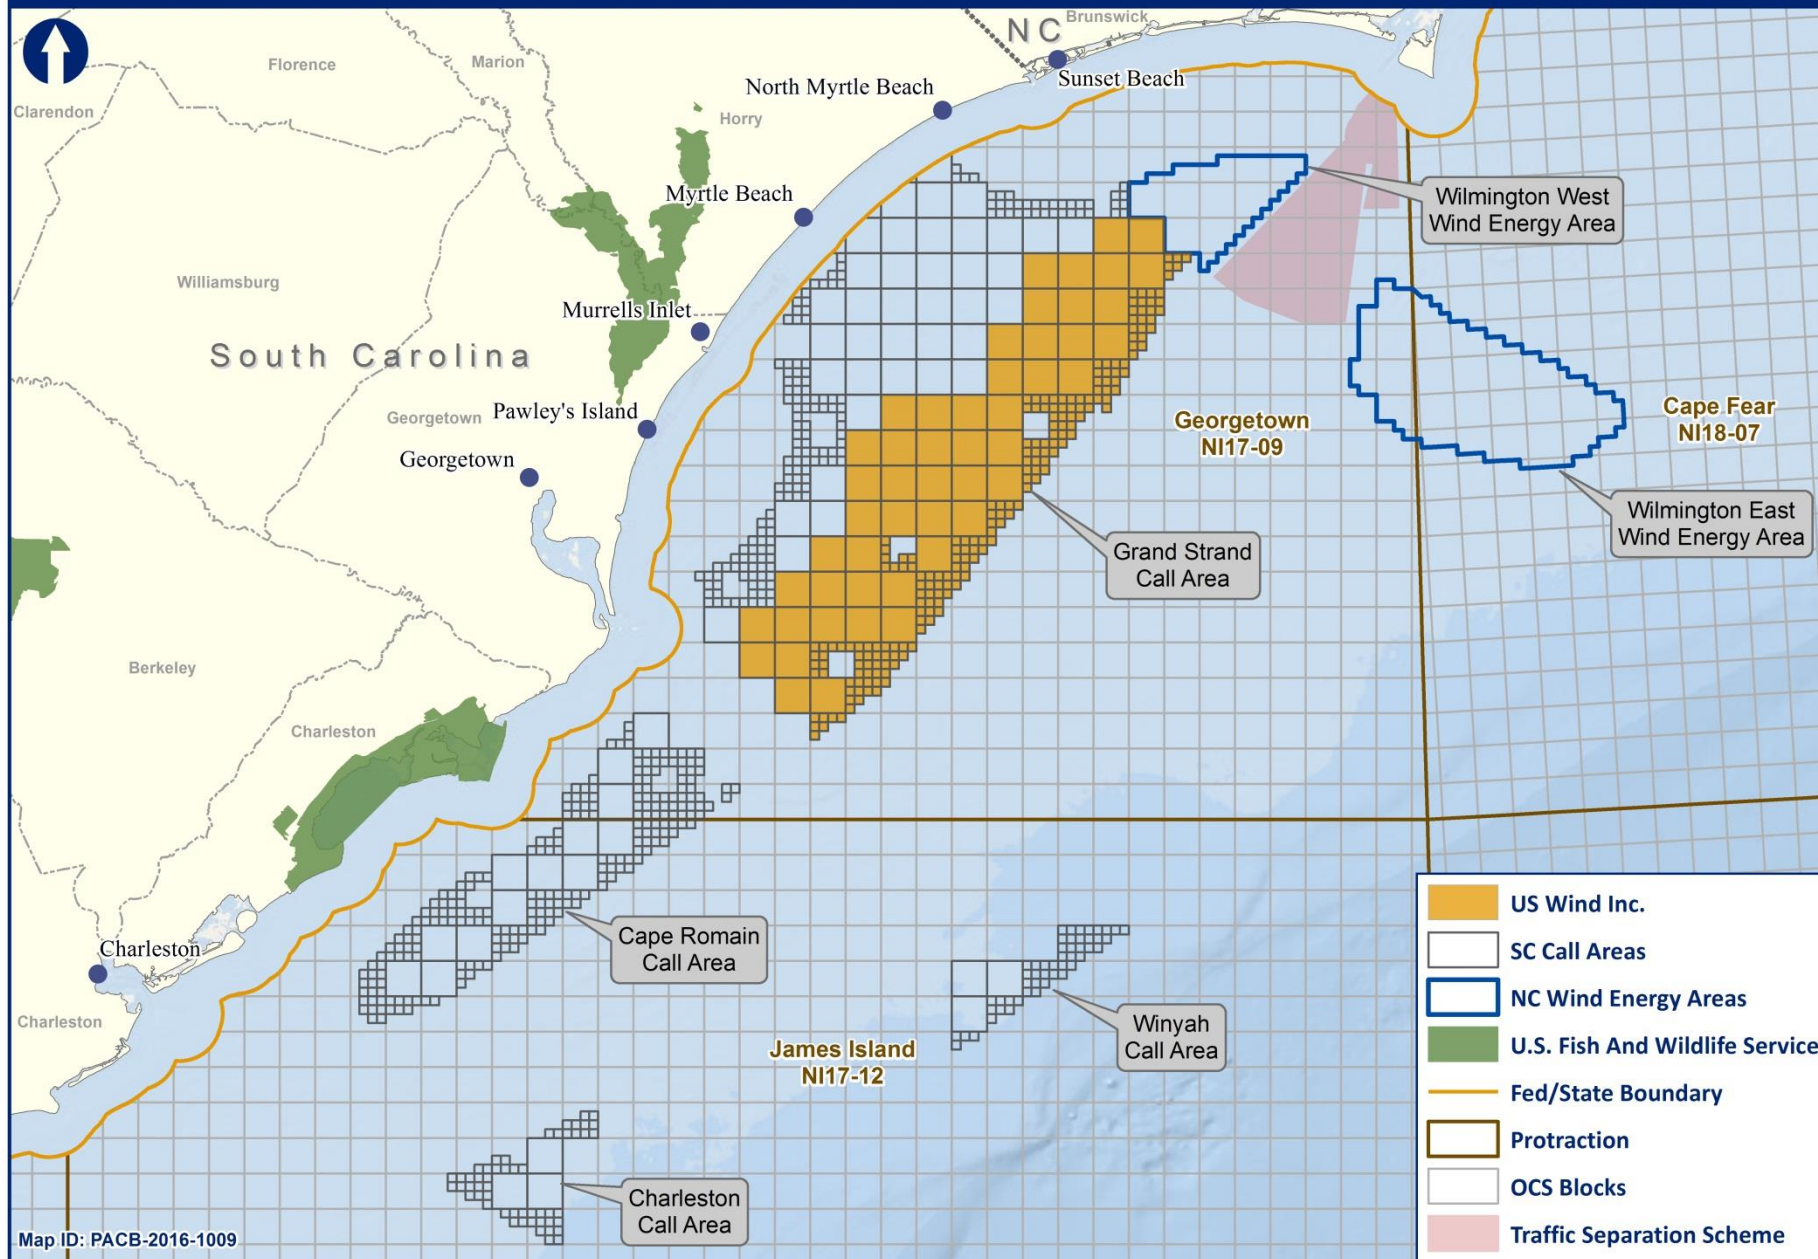 Brunswick
NC
Florence
Marion
Sunset Beach
North Myrtle Beach
Clarendon
Horry
Myrtle Beach
Wilmington West
Wind Energy Area
Williamsburg
Murrells Inlet
South Carolina
Georgetown
Pawley's Island
Georgetown
NI17-09
Cape Fear
NI18-07
Georgetown
Wilmington East
Wind Energy Area
Grand Strand
Call Area
Berkeley
Charleston
US Wind Inc.
SC Call Areas
NC Wind Energy Areas
U.S. Fish And Wildlife Service
Fed/State Boundary
Protraction
OCS Blocks
Traffic Separation Scheme
Cape Romain
Call Area
Charleston
Charleston
Winyah
Call Area
James Island
NI17-12
Charleston
Call Area
Map ID: PACB-2016-1009